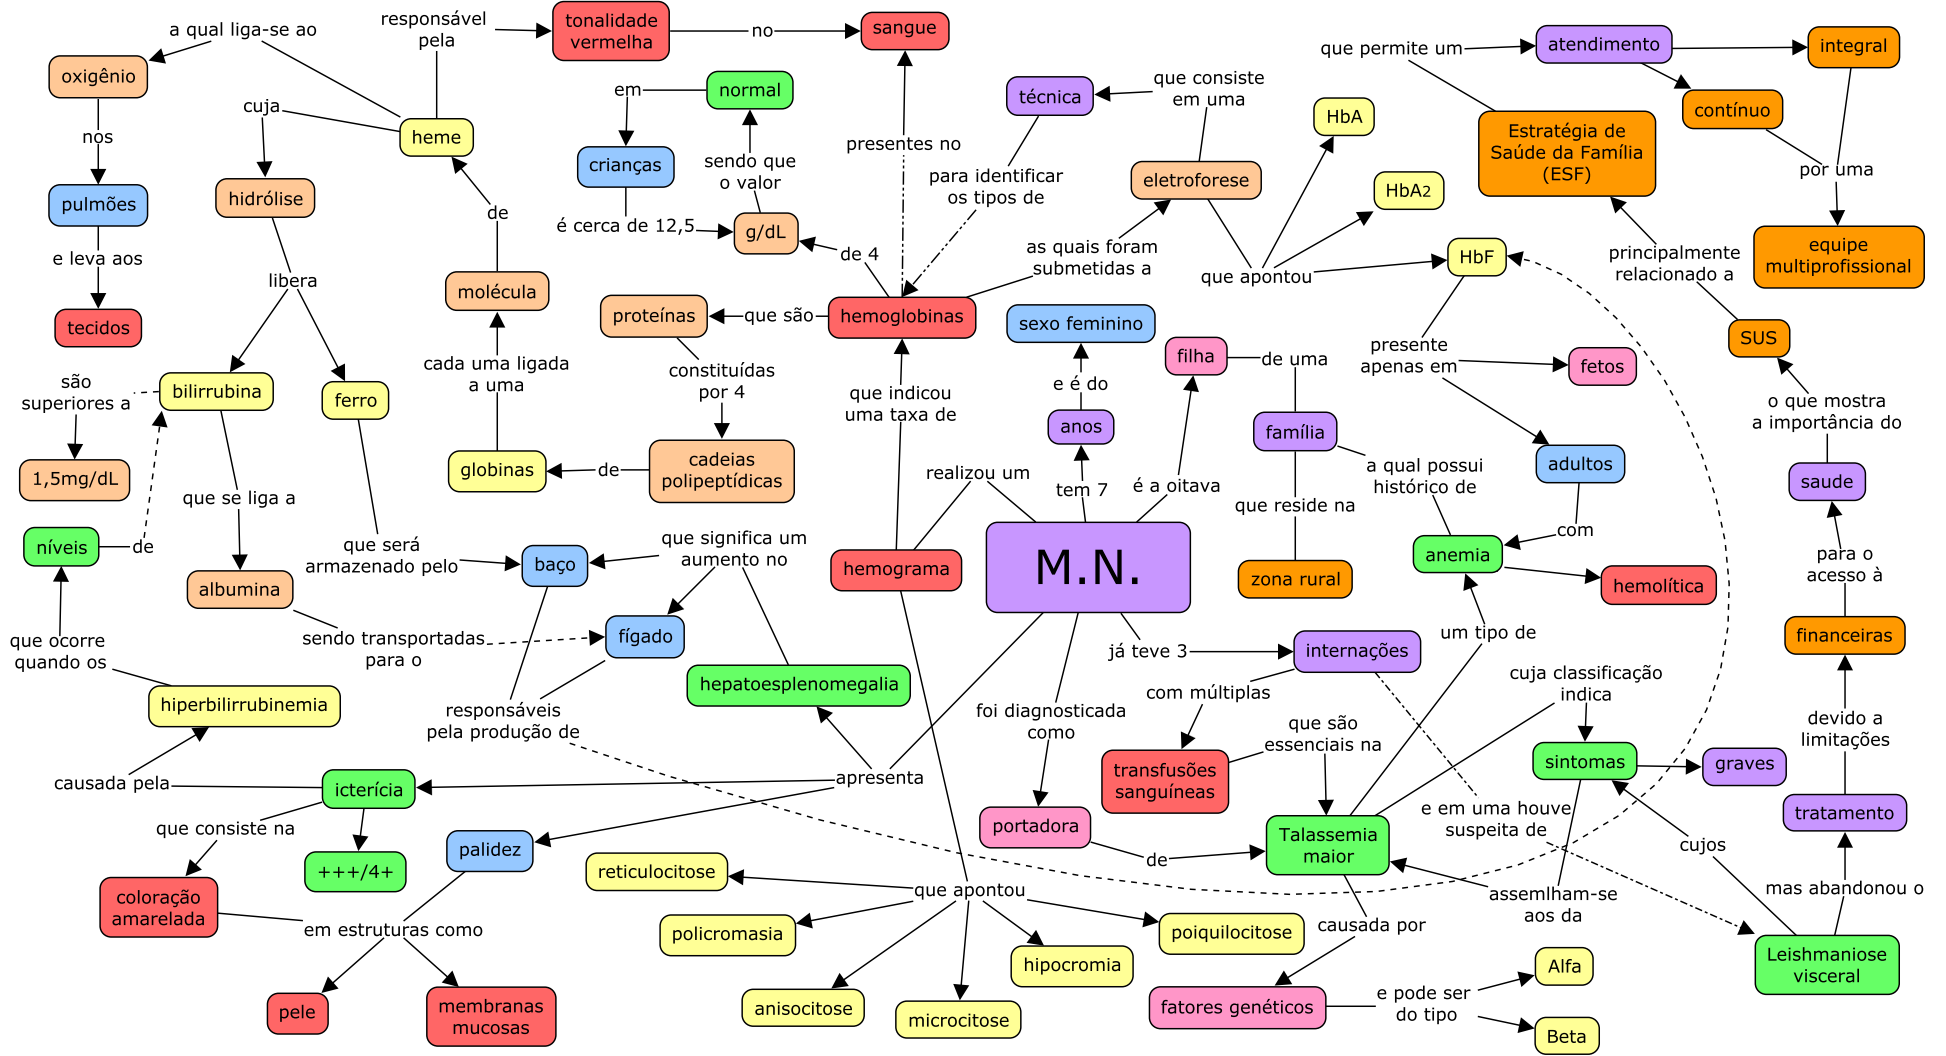 a qual liga-se ao
responsável
pela
tonalidade
vermelha
no
sangue
oxigênio
cuja
heme
em
normal
técnica
que consiste
em uma
que permite um
atendimento
integral
contínuo
HbA
Estratégia de
Saúde da Família
(ESF)
por uma
nos
pulmões
hidrólise
de
crianças
sendo que
o valor
presentes no
para identificar
os tipos de
eletroforese
HbA2
é cerca de 12,5
g/dL
de 4
as quais foram
submetidas a
que apontou
HbF
principalmente
relacionado a
equipe
multiprofissional
e leva aos
libera
molécula
tecidos
proteínas
que são
hemoglobinas
sexo feminino
filha
de uma
presente
apenas em
fetos
SUS
são
superiores a
bilirrubina
ferro
cada uma ligada
a uma
constituídas
por 4
que indicou
uma taxa de
e é do
anos
família
o que mostra
a importância do
1,5mg/dL
que se liga a
globinas
de
cadeias
polipeptídicas
realizou um
tem 7
é a oitava
a qual possui
histórico de
adultos
saude
que reside na
níveis
de
que será
armazenado pelo
baço
que significa um
aumento no
hemograma
M.N.
zona rural
anemia
com
hemolítica
para o
acesso à
albumina
que ocorre
quando os
sendo transportadas
para o
fígado
hepatoesplenomegalia
já teve 3
internações
um tipo de
financeiras
hiperbilirrubinemia
responsáveis
pela produção de
foi diagnosticada
como
com múltiplas
que são
essenciais na
cuja classificação
indica
devido a
limitações
causada pela
icterícia
apresenta
transfusões
sanguíneas
sintomas
graves
que consiste na
+++/4+
palidez
portadora
de
Talassemia
maior
e em uma houve
suspeita de
tratamento
cujos
coloração
amarelada
reticulocitose
que apontou
assemlham-se
aos da
mas abandonou o
em estruturas como
policromasia
poiquilocitose
causada por
hipocromia
Leishmaniose
visceral
Alfa
pele
membranas
mucosas
anisocitose
microcitose
fatores genéticos
e pode ser
do tipo
Beta